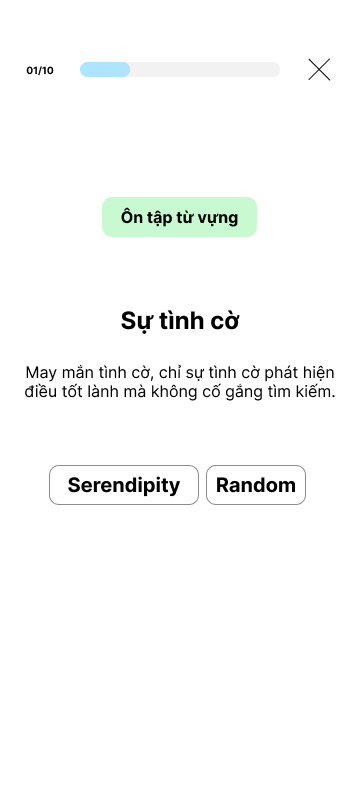 01/10
Ôn tập từ vựng
Sự tình cờ
May mắn tình cờ, chỉ sự tình cờ phát hiện
điều tốt lành mà không cố gắng tìm kiếm.
Serendipity Random